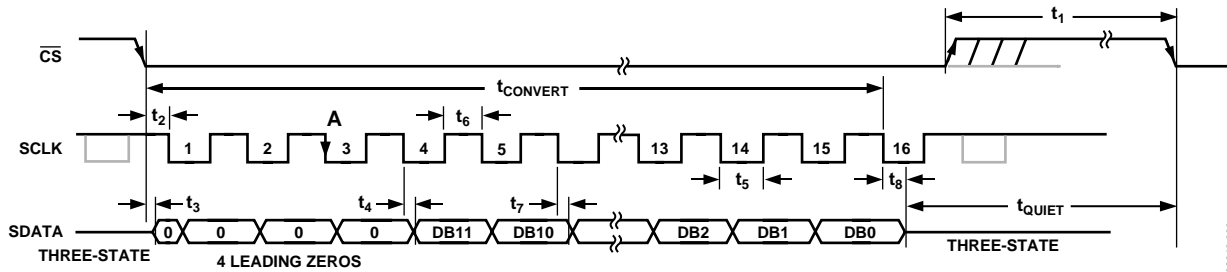 t1
CS
tCONVERT
t2
A
t6
SCLK
1 2 3 4 5 13 14 15 16
t3
t4
t7
t5
t8
tQUIET
SDATA
0 0 0 0 DB11 DB10 DB2 DB1 DB0
THREE-STATE
4 LEADING ZEROS
THREE-STATE